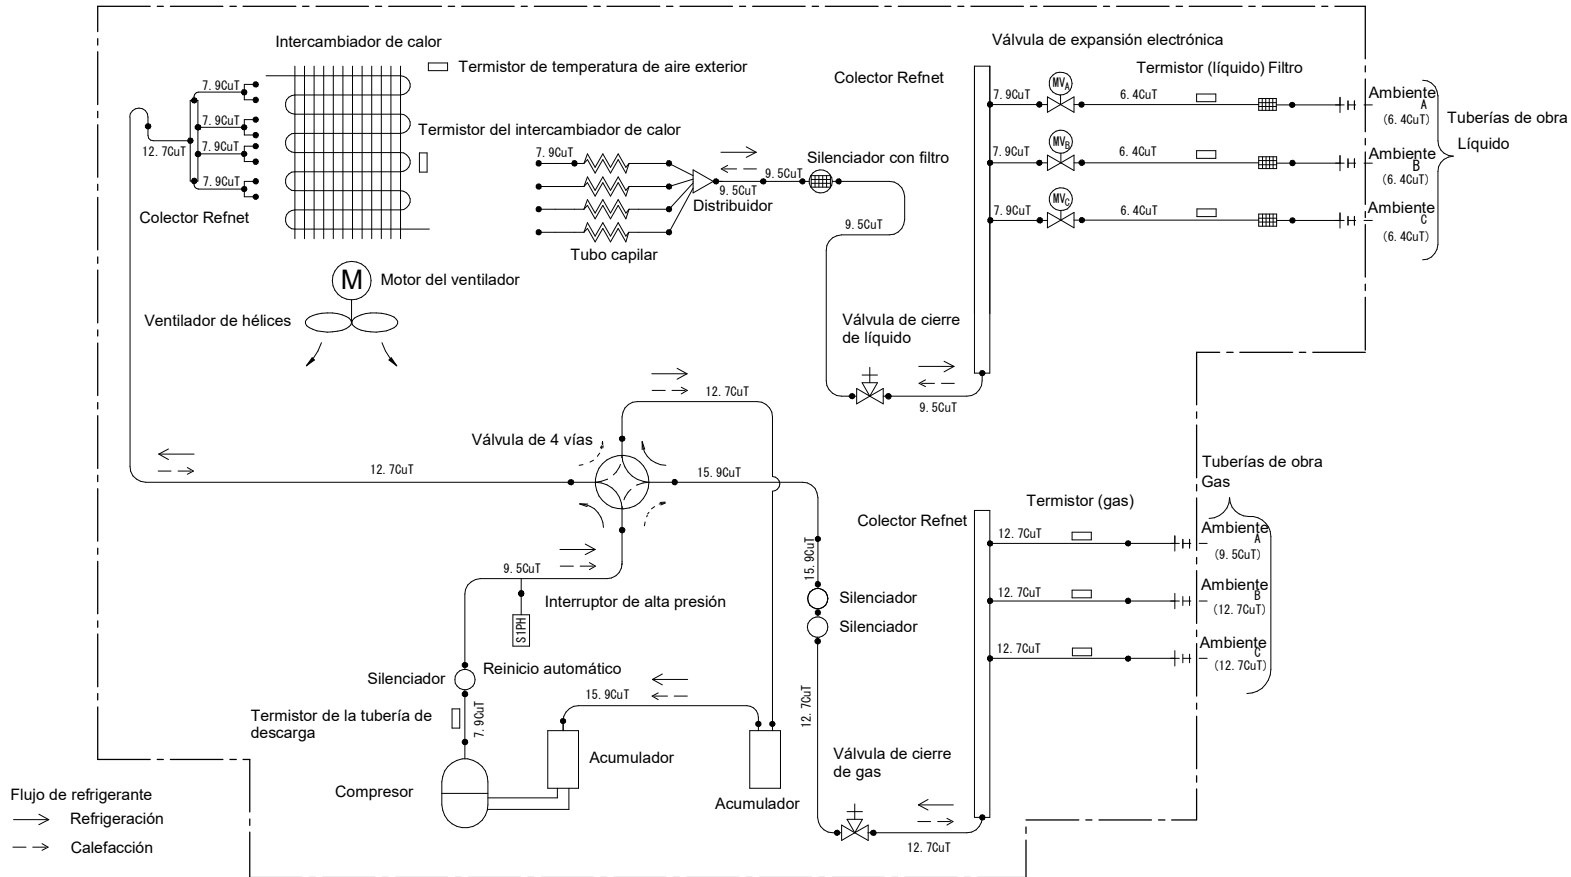 Intercambiador de calor
Termistor de temperatura de aire exterior
7.9CuT
7.9CuT
7.9CuT
7.9CuT
12.7CuT
Colector Refnet
Termistor del intercambiador de calor
7.9CuT
Distribuidor
9.5CuT
9.5CuT
Silenciador con filtro
Tubo capilar
9.5CuT
M
Motor del ventilador
Ventilador de hélices
Válvula de expansión electrónica
Colector Refnet
Termistor (líquido) Filtro
7.9CuT
MVA
6.4CuT
Ambiente
A
(6.4CuT)
7.9CuT
MVB
6.4CuT
Ambiente
B
(6.4CuT)
7.9CuT
MVC
6.4CuT
Ambiente
C
(6.4CuT)
Tuberías de obra
Líquido
Válvula de cierre
de líquido
9.5CuT
12.7CuT
Válvula de 4 vías
12.7CuT
15.9CuT
9.5CuT
Interruptor de alta presión
S1PH
Reinicio automático
Silenciador
Termistor de la tubería de
descarga
7.9CuT
Compresor
15.9CuT
Acumulador
Acumulador
15.9CuT
Silenciador
Silenciador
12.7CuT
Válvula de cierre
de gas
12.7CuT
Colector Refnet
Termistor (gas)
Tuberías de obra
Gas
12.7CuT
Ambiente
A
(9.5CuT)
12.7CuT
Ambiente
B
(12.7CuT)
12.7CuT
Ambiente
C
(12.7CuT)
Flujo de refrigerante
Refrigeración
Calefacción